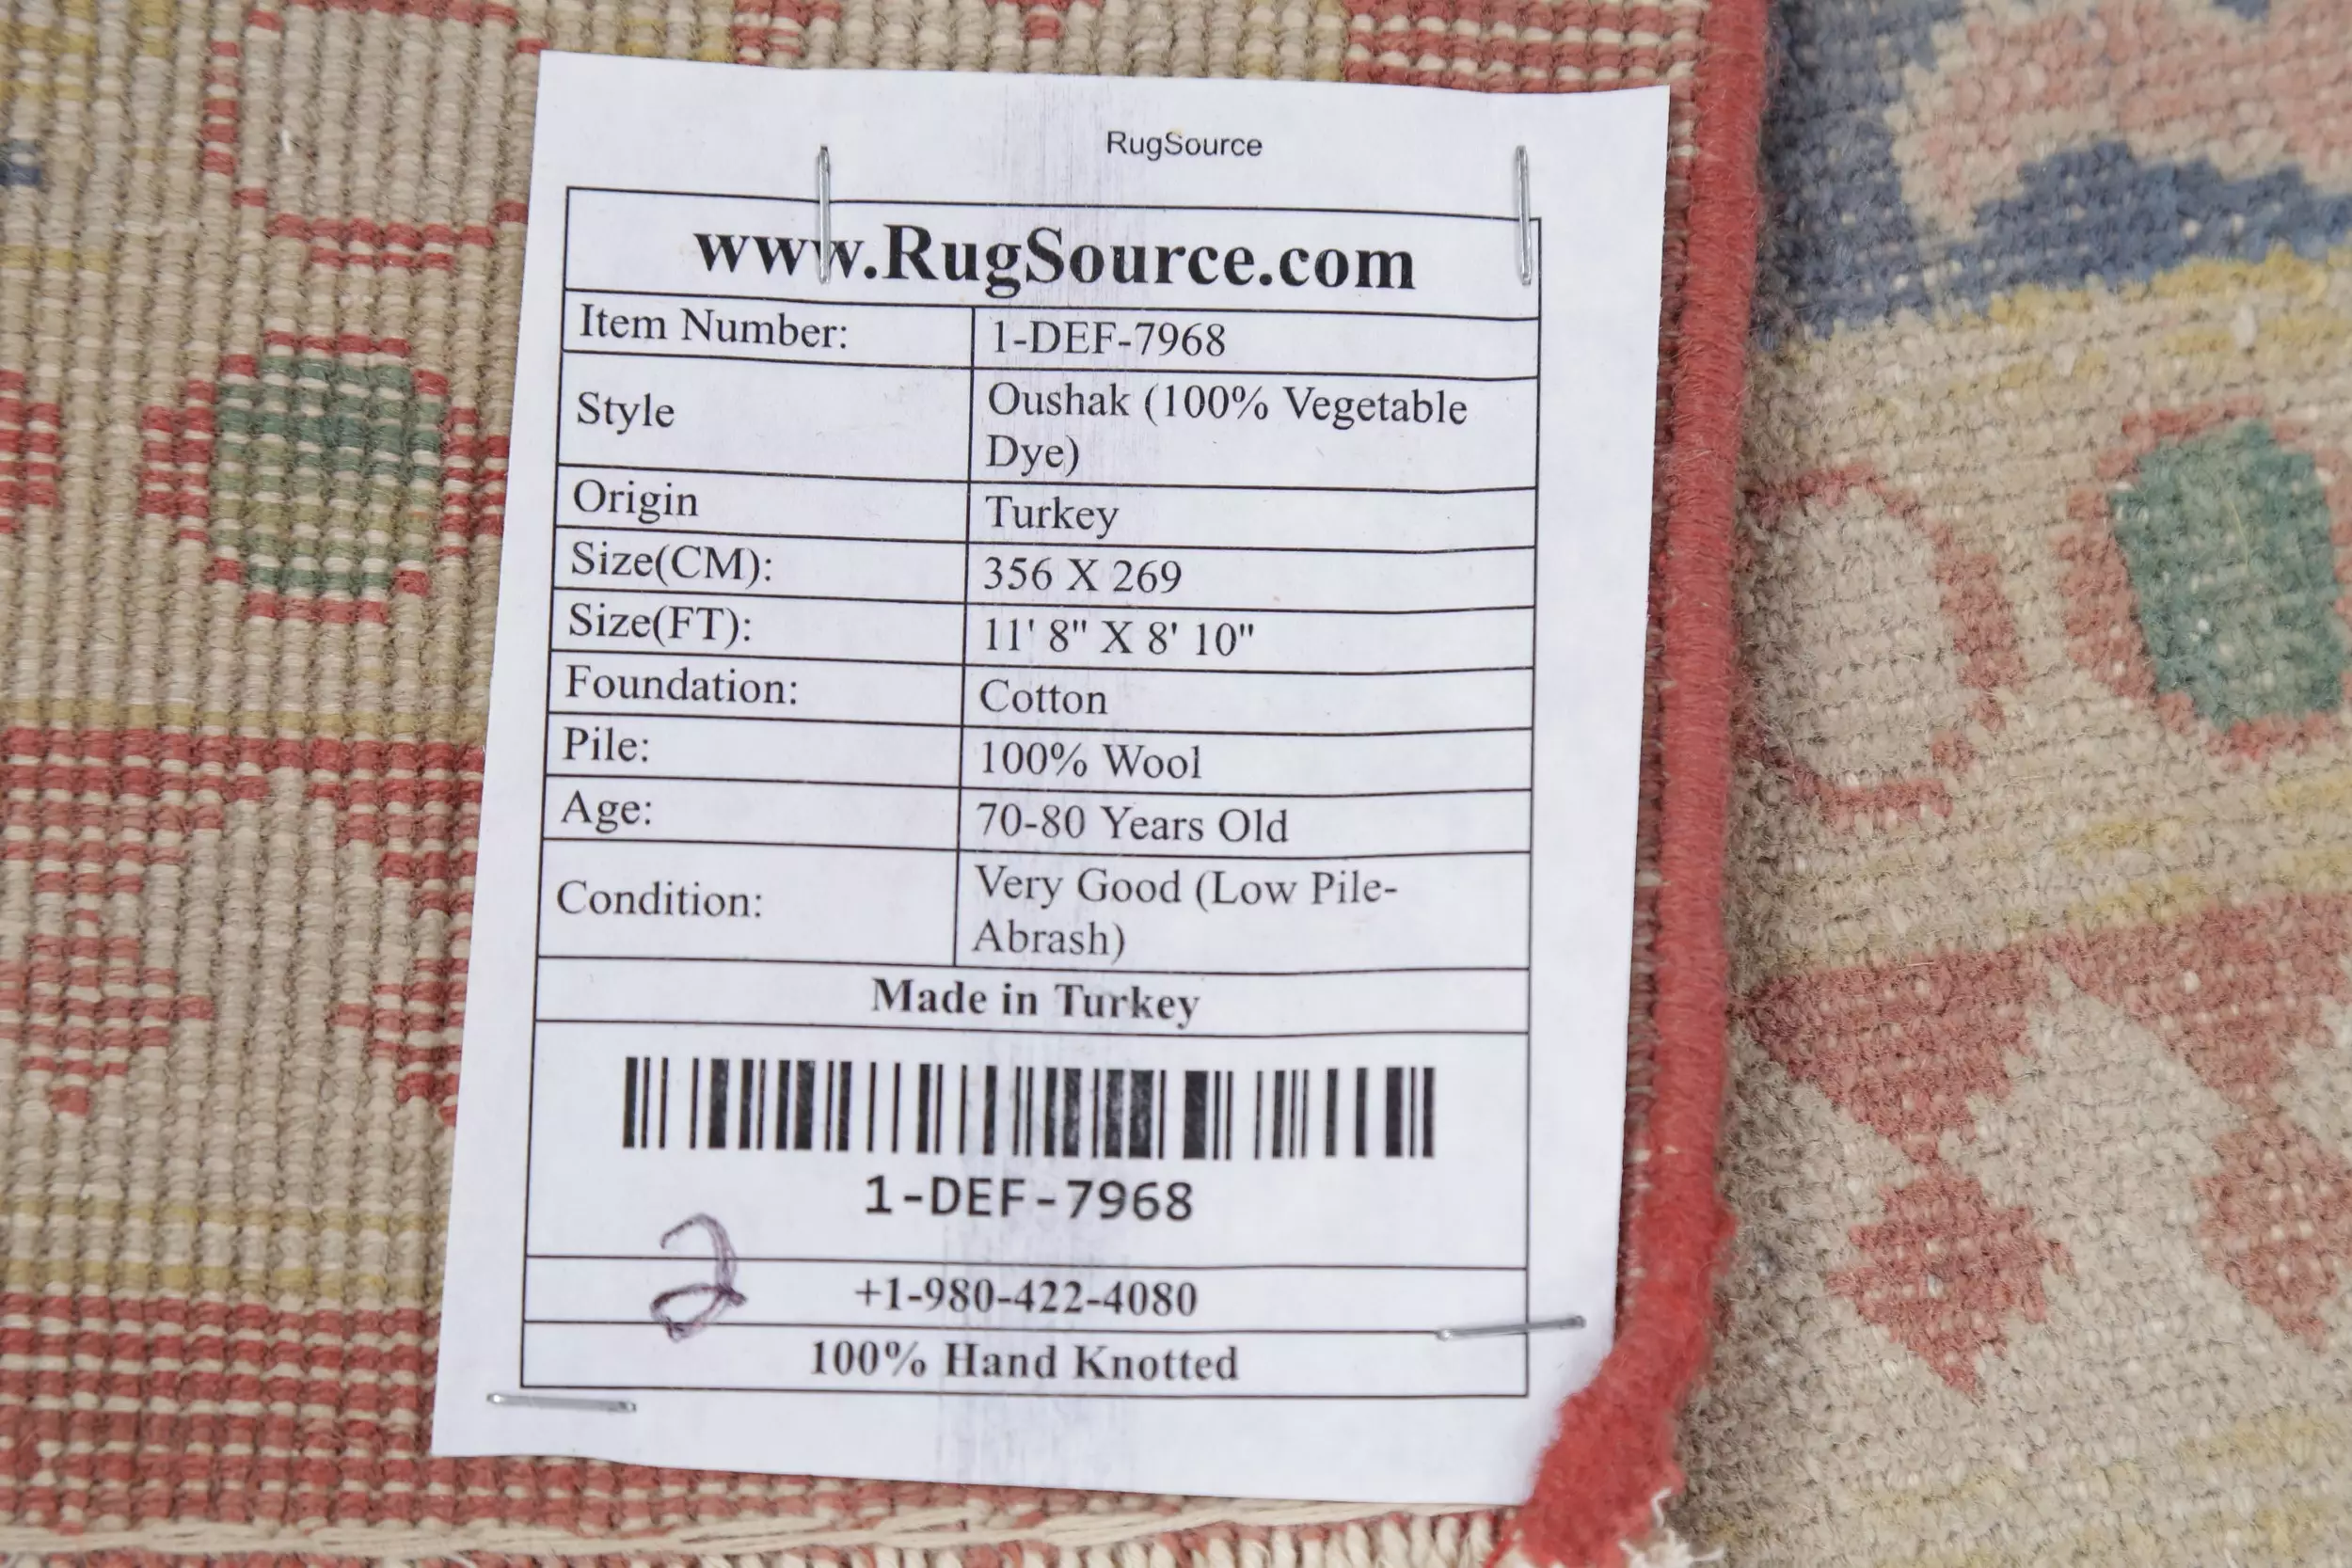 RugSource
www.RugSource.com
Item Number: 1-DEF-7968
Style Oushak (100% Vegetable
Dye)
Origin Turkey
Size(CM): 356 X 269
Size(FT): 11' 8" X 8' 10"
Foundation: Cotton
Pile: 100% Wool
Age: 70-80 Years Old
Condition: Very Good (Low Pile-
Abrash)
Made in Turkey
1-DEF-7968
2
+1-980-422-4080
100% Hand Knotted